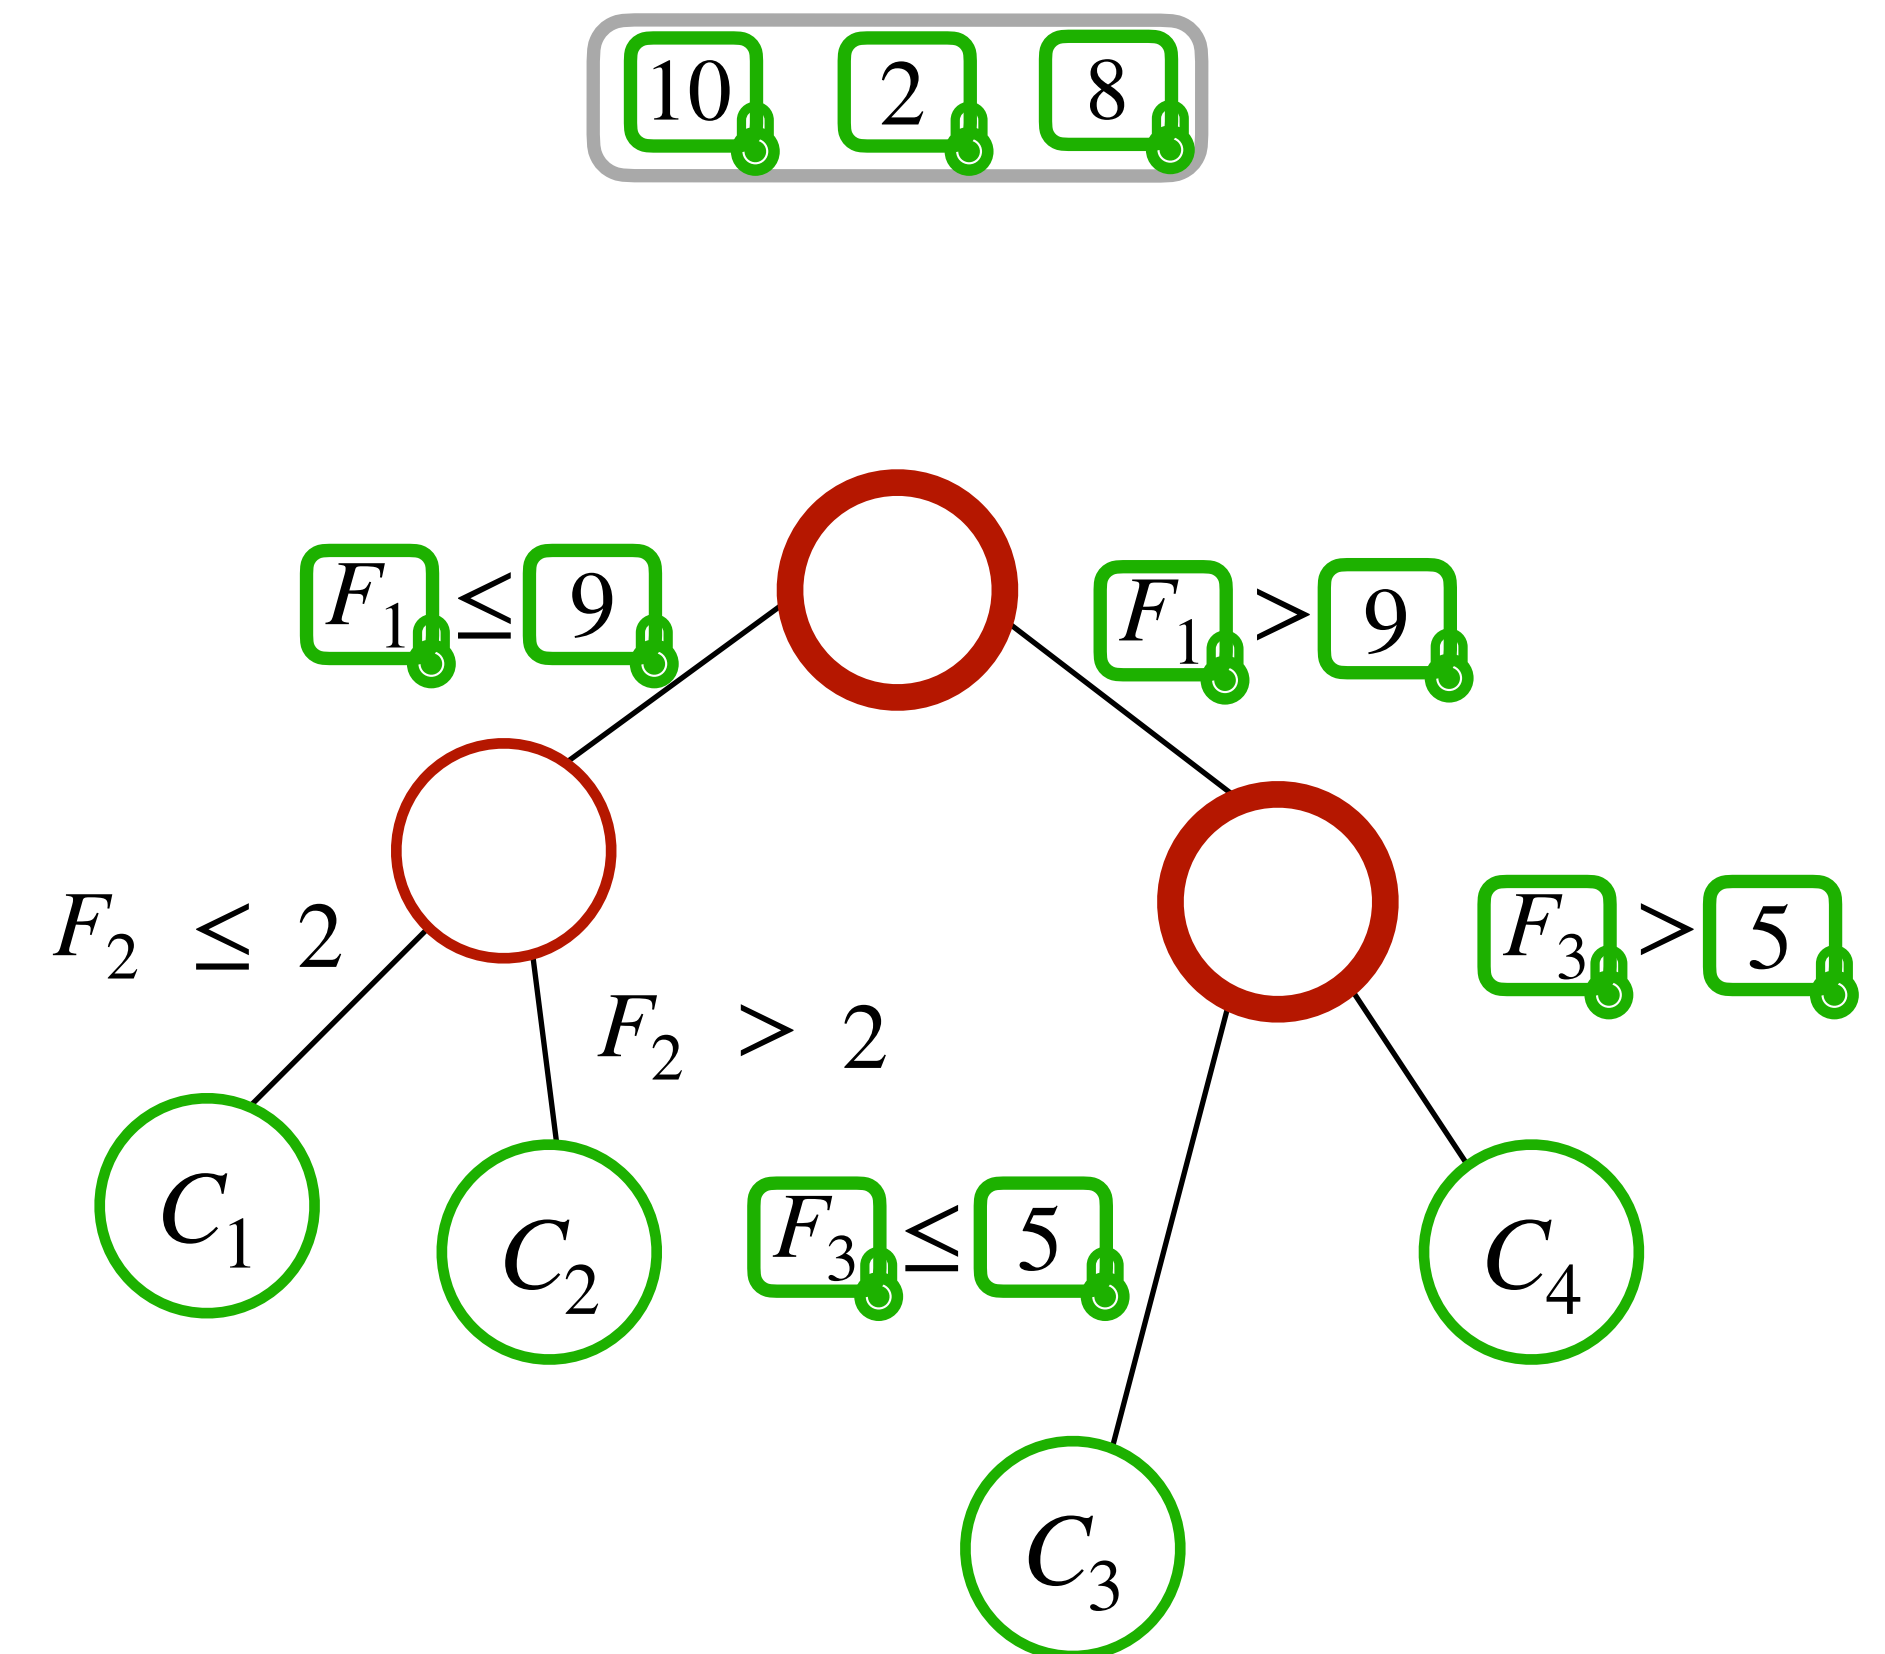 10 2 8
F₁ ≤ 9
F₁ > 9
F₂ ≤ 2
F₂ > 2
F₃ > 5
F₃ ≤ 5
C₁
C₂
C₄
C₃